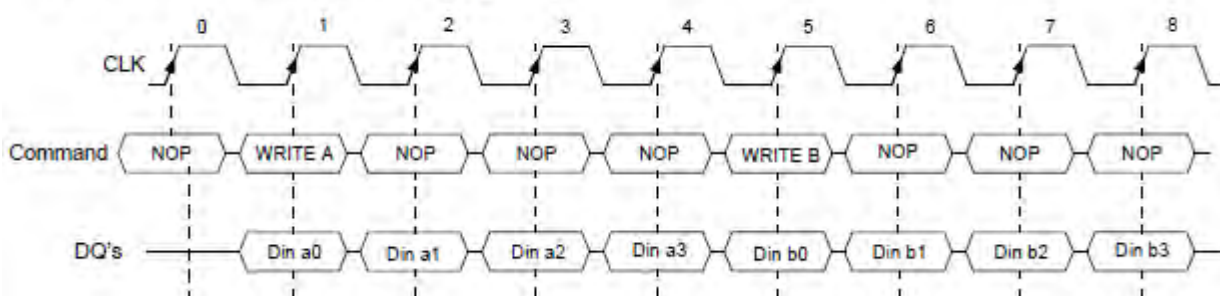 0 1 2 3 4 5 6 7 8
CLK
Command NOP WRITE A NOP NOP NOP WRITE B NOP NOP NOP
DQ's Din a0 Din a1 Din a2 Din a3 Din b0 Din b1 Din b2 Din b3